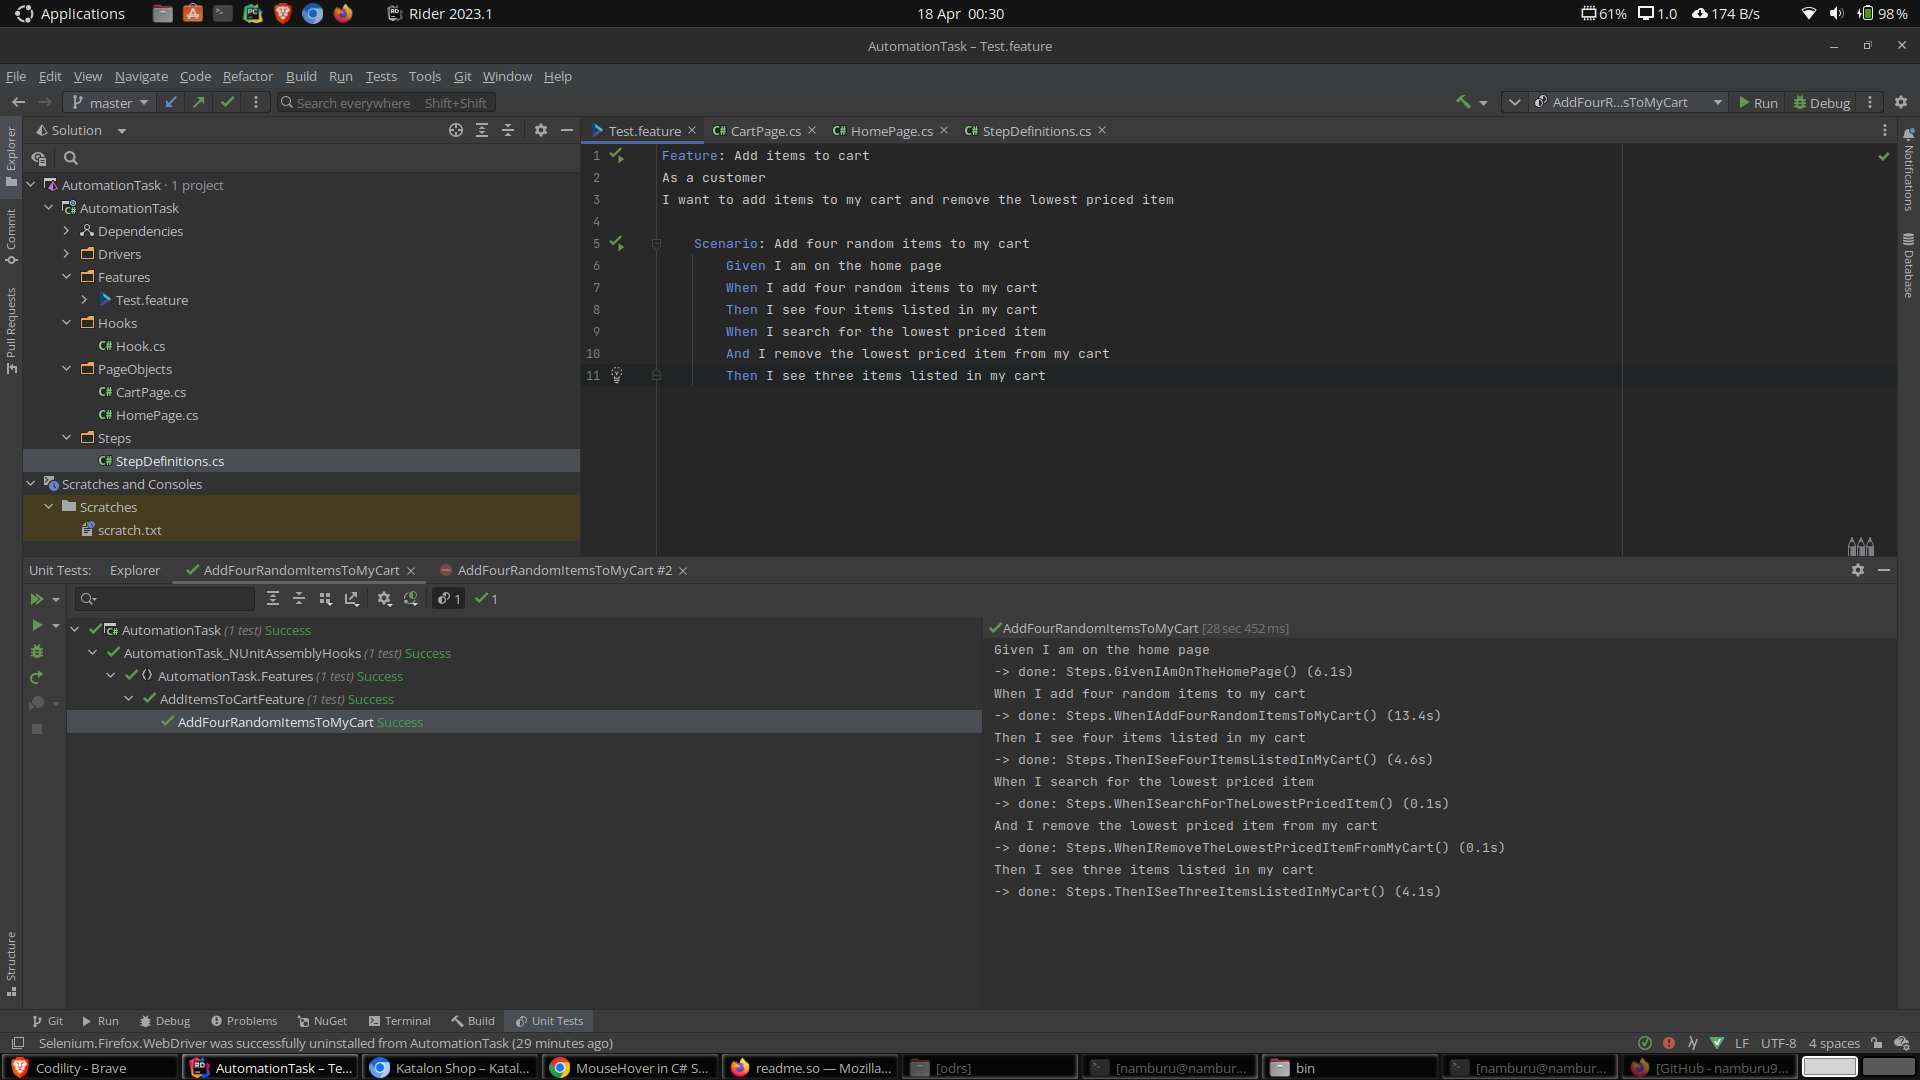 Applications
Rider 2023.1
18 Apr 00:30
61%
1.0
174 B/s
98%
AutomationTask – Test.feature
File Edit View Navigate Code Refactor Build Run Tests Tools Git Window Help
master
Search everywhere Shift+Shift
AddFourR...sToMyCart
Run
Debug
Explorer
Commit
Pull Requests
Structure
Notifications
Database
Solution
AutomationTask · 1 project
AutomationTask
Dependencies
Drivers
Features
Test.feature
Hooks
C# Hook.cs
PageObjects
C# CartPage.cs
C# HomePage.cs
Steps
C# StepDefinitions.cs
Scratches and Consoles
Scratches
scratch.txt
Test.feature
C# CartPage.cs
C# HomePage.cs
C# StepDefinitions.cs
1 Feature: Add items to cart
2 As a customer
3 I want to add items to my cart and remove the lowest priced item
4
5 Scenario: Add four random items to my cart
6 Given I am on the home page
7 When I add four random items to my cart
8 Then I see four items listed in my cart
9 When I search for the lowest priced item
10 And I remove the lowest priced item from my cart
11 Then I see three items listed in my cart
Unit Tests:
Explorer
AddFourRandomItemsToMyCart
AddFourRandomItemsToMyCart #2
1
1
AutomationTask (1 test) Success
AutomationTask_NUnitAssemblyHooks (1 test) Success
AutomationTask.Features (1 test) Success
AddItemsToCartFeature (1 test) Success
AddFourRandomItemsToMyCart Success
AddFourRandomItemsToMyCart [28 sec 452 ms]
Given I am on the home page
-> done: Steps.GivenIAmOnTheHomePage() (6.1s)
When I add four random items to my cart
-> done: Steps.WhenIAddFourRandomItemsToMyCart() (13.4s)
Then I see four items listed in my cart
-> done: Steps.ThenISeeFourItemsListedInMyCart() (4.6s)
When I search for the lowest priced item
-> done: Steps.WhenISearchForTheLowestPricedItem() (0.1s)
And I remove the lowest priced item from my cart
-> done: Steps.WhenIRemoveTheLowestPricedItemFromMyCart() (0.1s)
Then I see three items listed in my cart
-> done: Steps.ThenISeeThreeItemsListedInMyCart() (4.1s)
Git
Run
Debug
Problems
NuGet
Terminal
Build
Unit Tests
Selenium.Firefox.WebDriver was successfully uninstalled from AutomationTask (29 minutes ago)
LF
UTF-8
4 spaces
Codility - Brave
AutomationTask – Te...
Katalon Shop – Katal...
MouseHover in C# S...
readme.so — Mozilla...
[odrs]
[namburu@nambur...
bin
[namburu@nambur...
[GitHub - namburu9...